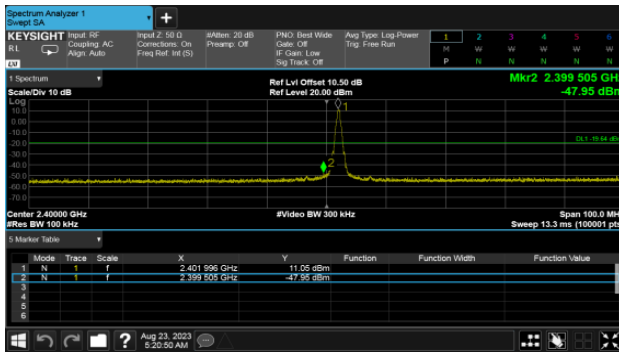 Spectrum Analyzer 1
Swept SA
KEYSIGHT Input: RF Input Z: 50 Ω #Atten: 20 dB PNO: Best Wide Avg Type: Log-Power 1 2 3 4 5 6
RL Coupling: AC Corrections: On Preamp: Off Gate: Off Trig: Free Run M W W W W W
Align: Auto Freq Ref: Int (S) IF Gain: Low
LXI Sig Track: Off P N N N N N
1 Spectrum Ref Lvl Offset 10.50 dB Mkr2 2.399 505 GH
Scale/Div 10 dB Ref Level 20.00 dBm -47.95 dBn
Log
10.0 1
0.00
-10.0
-20.0 DL1 -19.64 dB
-30.0
-40.0 2
-50.0
-60.0
-70.0
Center 2.40000 GHz #Video BW 300 kHz Span 100.0 MH
#Res BW 100 kHz Sweep 13.3 ms (100001 pts
5 Marker Table
Mode Trace Scale X Y Function Function Width Function Value
1 N 1 f 2.401 996 GHz 11.05 dBm
2 N 1 f 2.399 505 GHz -47.95 dBm
3
4
5
6
? Aug 23, 2023
5:20:50 AM